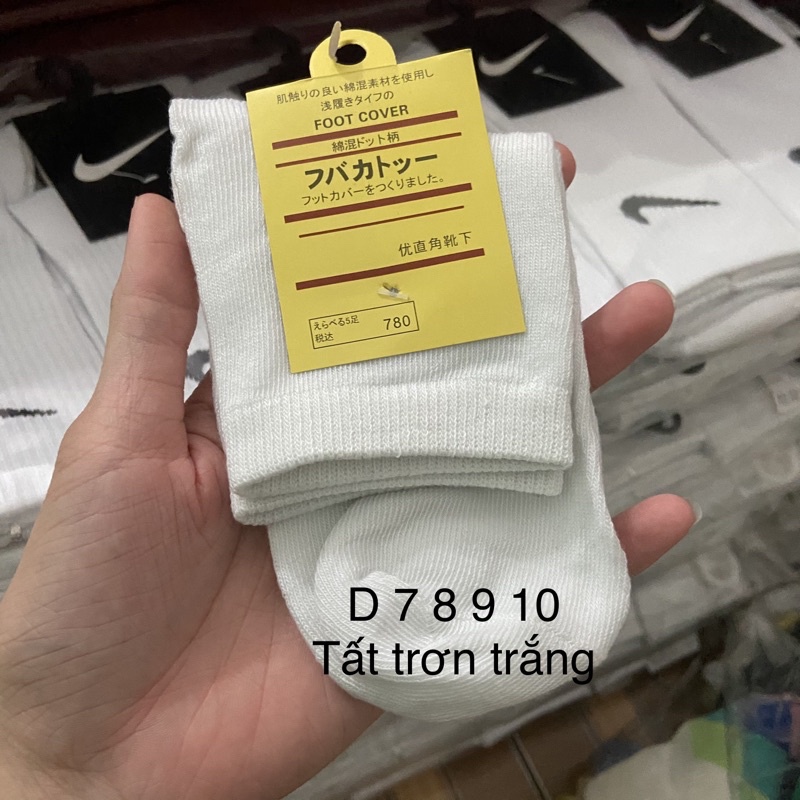 肌触りの良い綿混素材を使用し
浅履きタイプの
FOOT COVER
綿混ドット柄
フバカトッー
フットカバーをつくりました。
优直角靴下
えらべる5足
税込
780
D 7 8 9 10
Tất trơn trắng